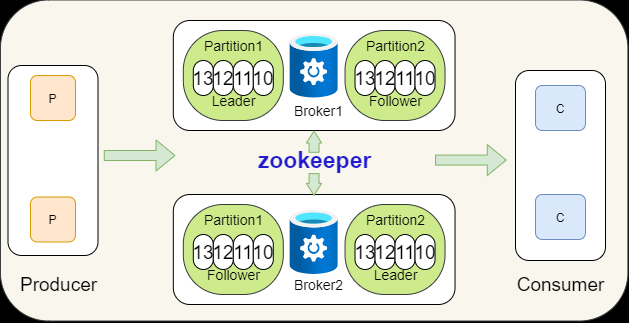 Partition1
Partition2
13 12 11 10
13 12 11 10
Leader
Follower
Broker1
P
C
zookeeper
Partition1
Partition2
13 12 11 10
13 12 11 10
Follower
Leader
Broker2
P
C
Producer
Consumer